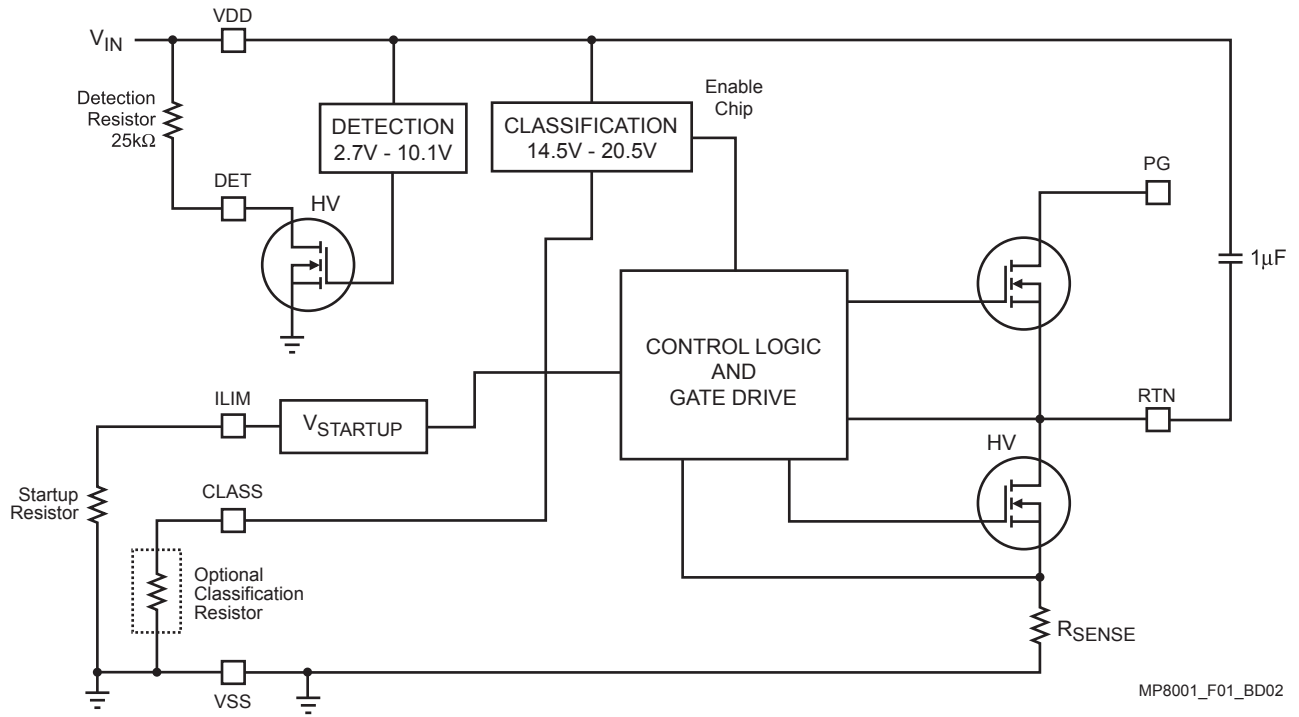 VDD
VIN
Detection
Resistor
25kΩ
DETECTION
2.7V - 10.1V
CLASSIFICATION
14.5V - 20.5V
Enable
Chip
DET
HV
PG
1μF
CONTROL LOGIC
AND
GATE DRIVE
ILIM
VSTARTUP
RTN
HV
Startup
Resistor
CLASS
Optional
Classification
Resistor
RSENSE
VSS
MP8001_F01_BD02